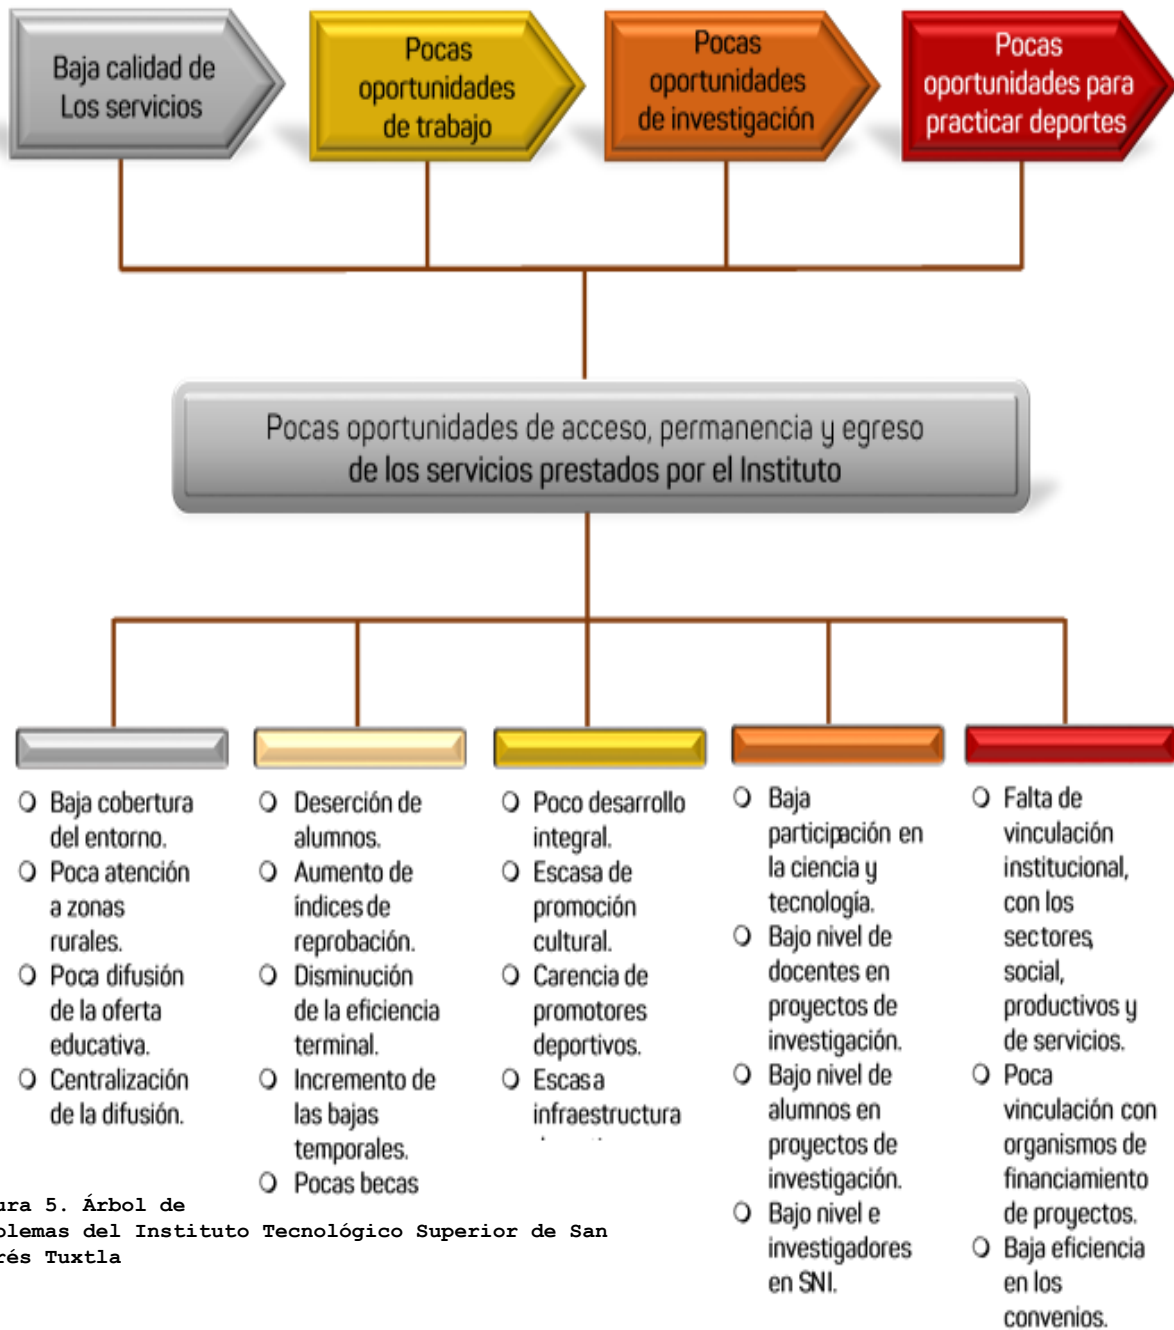 Baja calidad de
Los servicios
Pocas
oportunidades
de trabajo
Pocas
oportunidades
de investigación
Pocas
oportunidades para
practicar deportes
Pocas oportunidades de acceso, permanencia y egreso
de los servicios prestados por el Instituto
Baja cobertura
del entorno.
Poca atención
a zonas
rurales.
Poca difusión
de la oferta
educativa.
Centralización
de la difusión.
Deserción de
alumnos.
Aumento de
índices de
reprobación.
Disminución
de la eficiencia
terminal.
Incremento de
las bajas
temporales.
Pocas becas
Poco desarrollo
integral.
Escasa de
promoción
cultural.
Carencia de
promotores
deportivos.
Escasa
infraestructura
Baja
participación en
la ciencia y
tecnología.
Bajo nivel de
docentes en
proyectos de
investigación.
Bajo nivel de
alumnos en
proyectos de
investigación.
Bajo nivel e
investigadores
en SNI.
Falta de
vinculación
institucional,
con los
sectores,
social,
productivos y
de servicios.
Poca
vinculación con
organismos de
financiamiento
de proyectos.
Baja eficiencia
en los
convenios.
ura 5. Árbol de
blemas del Instituto Tecnológico Superior de San
rés Tuxtla